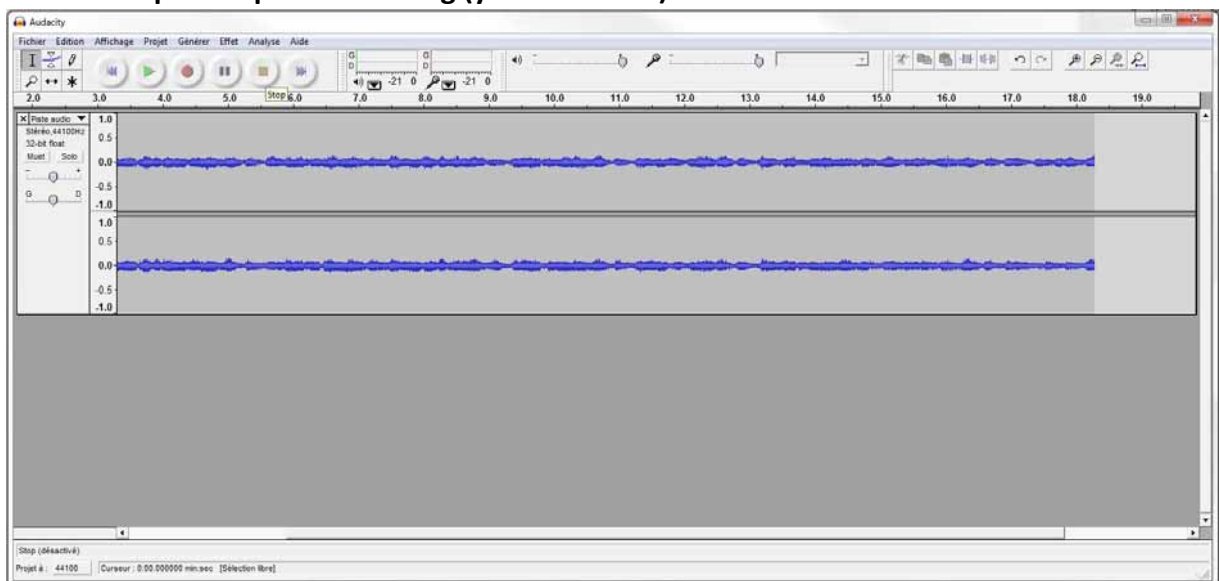 Audacity
Fichier Edition Affichage Projet Générer Effet Analyse Aide
G
D
G
D
-21 0
-21 0
Stop
2.0 3.0 4.0 5.0 6.0 7.0 8.0 9.0 10.0 11.0 12.0 13.0 14.0 15.0 16.0 17.0 18.0 19.0
Piste audio
Stéréo,44100Hz
32-bit float
Muet Solo
- +
G D
1.0
0.5
0.0
-0.5
-1.0
1.0
0.5
0.0
-0.5
-1.0
Stop (désactivé)
Projet à : 44100 Curseur : 0:00.000000 min:sec [Sélection libre]